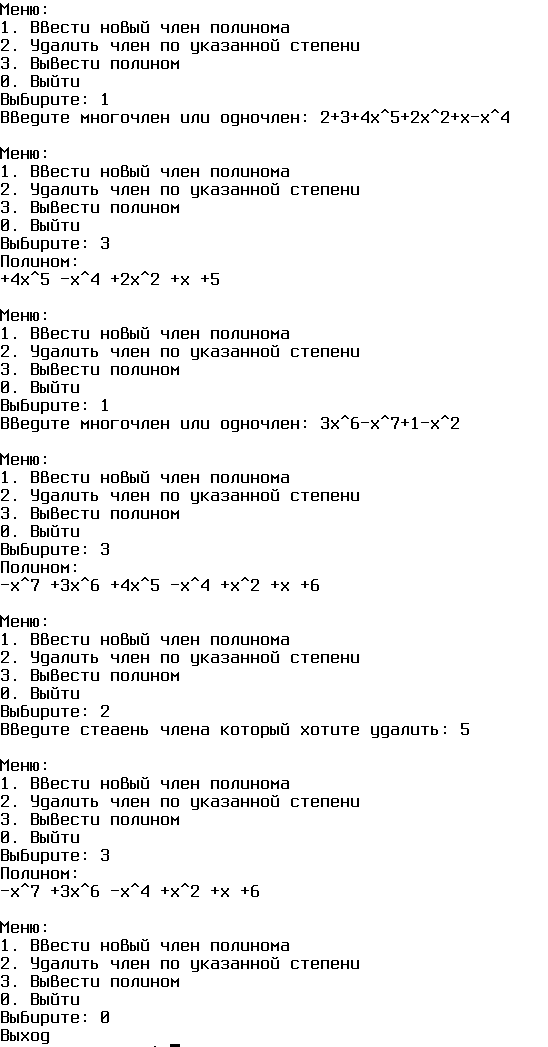 Меню:
1. Ввести новый член полинома
2. Удалить член по указанной степени
3. Вывести полином
0. Выйти
Выбирите: 1
Введите многочлен или одночлен: 2+3+4x^5+2x^2+x-x^4
Меню:
1. Ввести новый член полинома
2. Удалить член по указанной степени
3. Вывести полином
0. Выйти
Выбирите: 3
Полином:
+4x^5 -x^4 +2x^2 +x +5
Меню:
1. Ввести новый член полинома
2. Удалить член по указанной степени
3. Вывести полином
0. Выйти
Выбирите: 1
Введите многочлен или одночлен: 3x^6-x^7+1-x^2
Меню:
1. Ввести новый член полинома
2. Удалить член по указанной степени
3. Вывести полином
0. Выйти
Выбирите: 3
Полином:
-x^7 +3x^6 +4x^5 -x^4 +x^2 +x +6
Меню:
1. Ввести новый член полинома
2. Удалить член по указанной степени
3. Вывести полином
0. Выйти
Выбирите: 2
Введите стеаень члена который хотите удалить: 5
Меню:
1. Ввести новый член полинома
2. Удалить член по указанной степени
3. Вывести полином
0. Выйти
Выбирите: 3
Полином:
-x^7 +3x^6 -x^4 +x^2 +x +6
Меню:
1. Ввести новый член полинома
2. Удалить член по указанной степени
3. Вывести полином
0. Выйти
Выбирите: 0
Выход